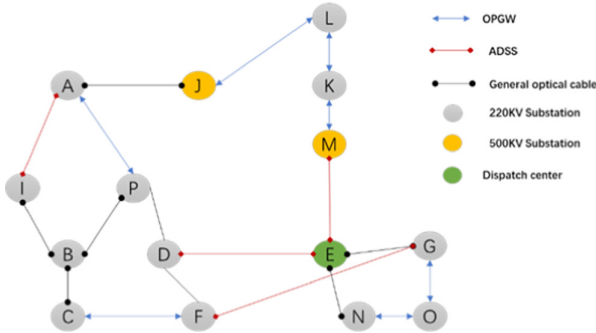 L
OPGW
ADSS
A
J
K
General optical cable
220KV Substation
M
500KV Substation
I
P
Dispatch center
B
D
E
G
C
F
N
O